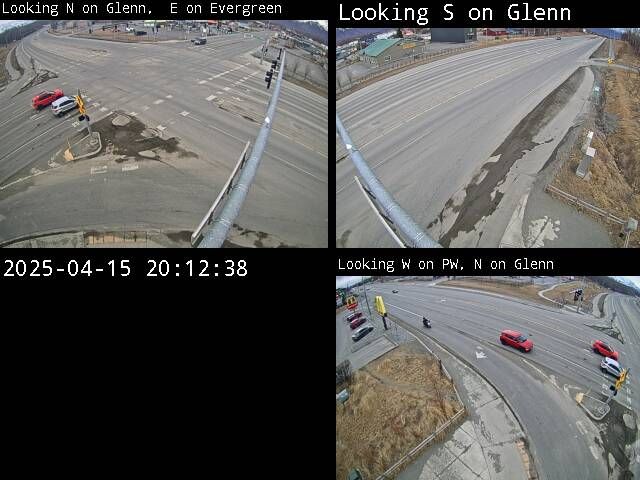 Looking N on Glenn,  E on Evergreen
Looking S on Glenn
2025-04-15 20:12:38
Looking W on PW, N on Glenn